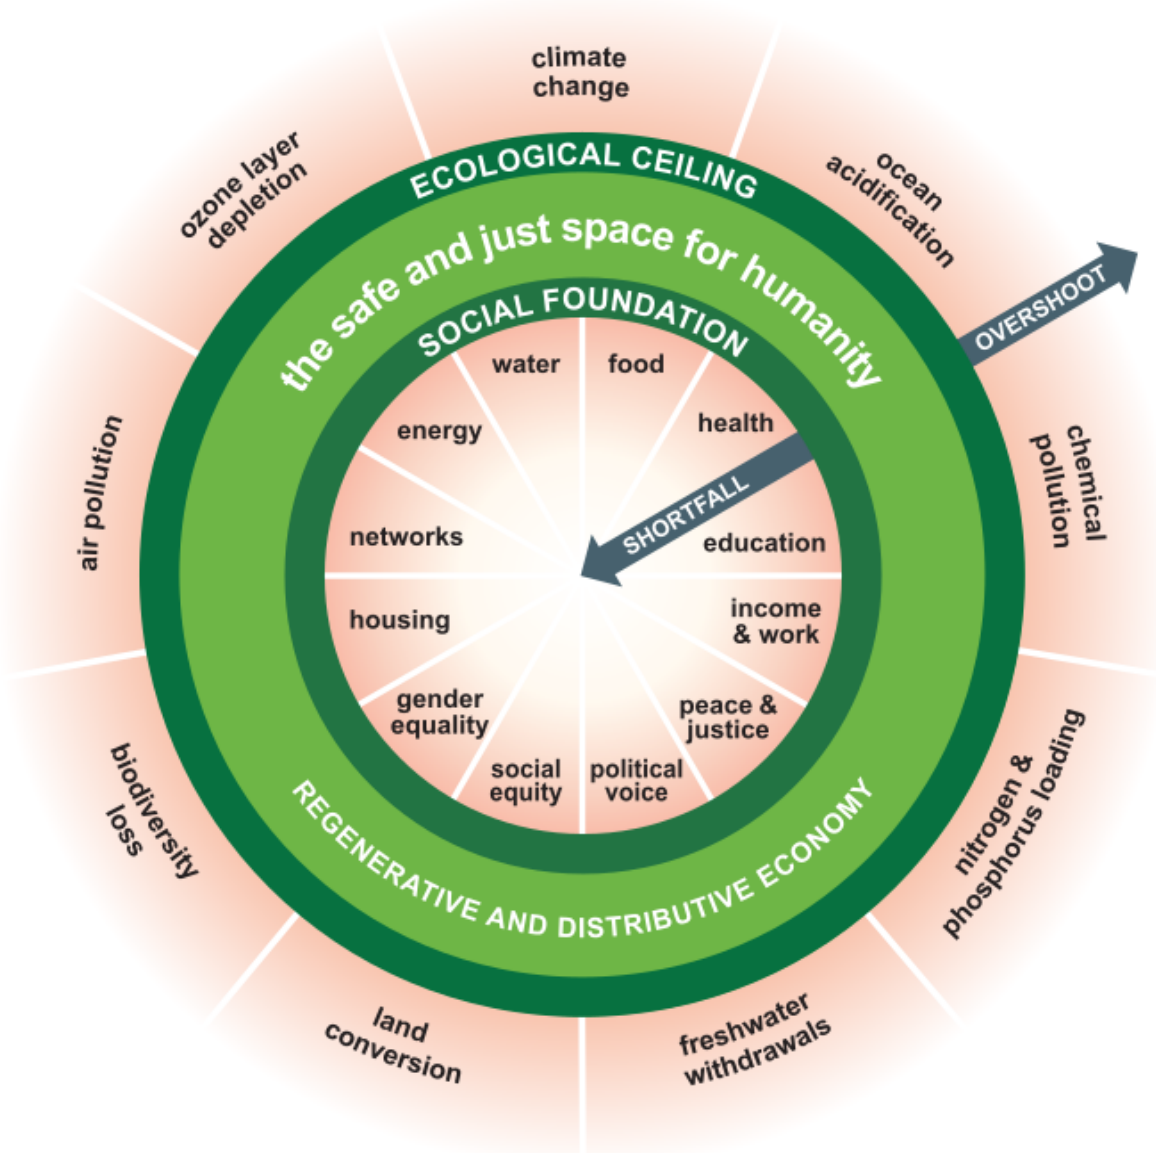 climate
change
ocean
acidification
OVERSHOOT
chemical
pollution
nitrogen &
phosphorus loading
freshwater
withdrawals
land
conversion
biodiversity
loss
air pollution
ozone layer
depletion
ECOLOGICAL CEILING
the safe and just space for humanity
SOCIAL FOUNDATION
water
food
health
SHORTFALL
education
income
& work
peace &
justice
political
voice
social
equity
gender
equality
housing
networks
energy
REGENERATIVE AND DISTRIBUTIVE ECONOMY